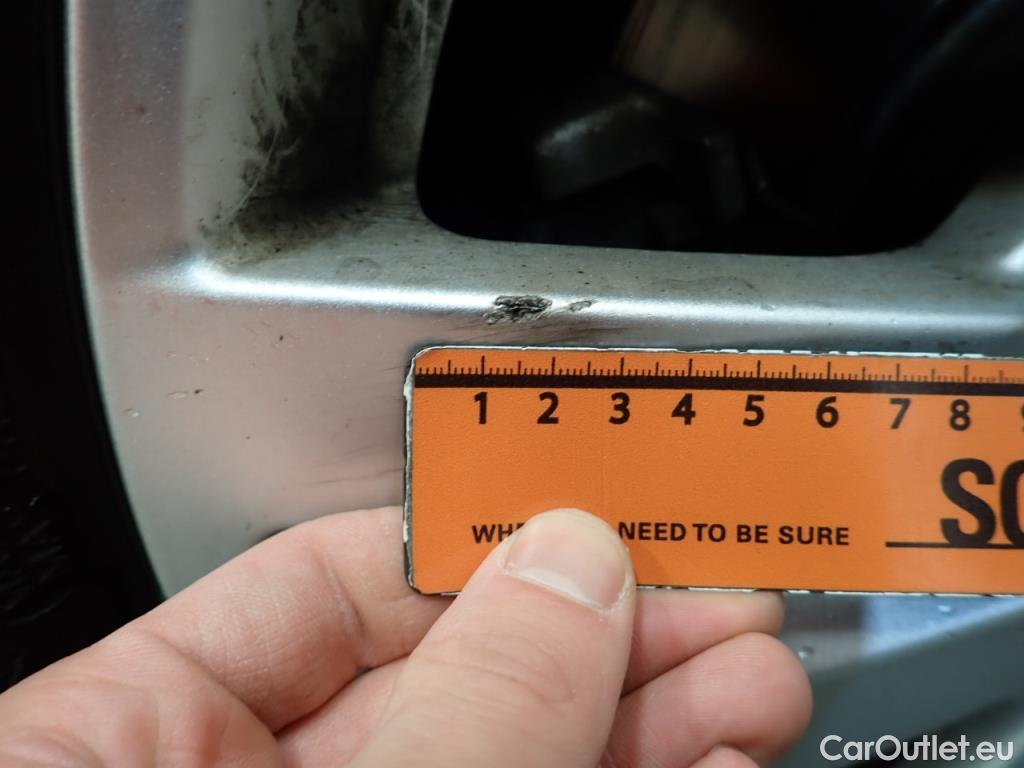 1 2 3 4 5 6 7 8
NEED TO BE SURE
CarOutlet.eu